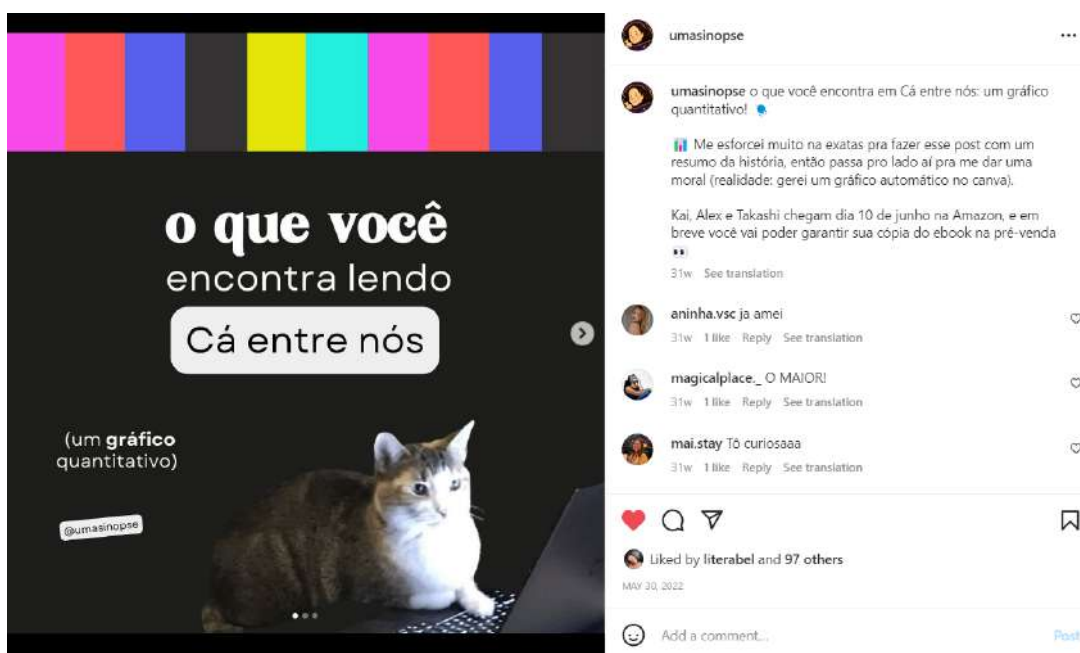 o que você
encontra lendo
Cá entre nós
(um gráfico
quantitativo)
@umasinopse
umasinopse
umasinopse o que você encontra em Cá entre nós: um gráfico
quantitativo!
Me esforcei muito na exatas pra fazer esse post com um
resumo da história, então passa pro lado aí pra me dar uma
moral (realidade: gerei um gráfico automático no canva).
Kai, Alex e Takashi chegam dia 10 de junho na Amazon, e em
breve você vai poder garantir sua cópia do ebook na pré-venda
31w See translation
aninha.vsc ja amei
31w 1 like Reply See translation
magicalplace._ O MAIOR!
31w 1 like Reply See translation
mai.stay Tô curiosaaa
31w 1 like Reply See translation
Liked by literabel and 97 others
MAY 30, 2022
Add a comment...
Post